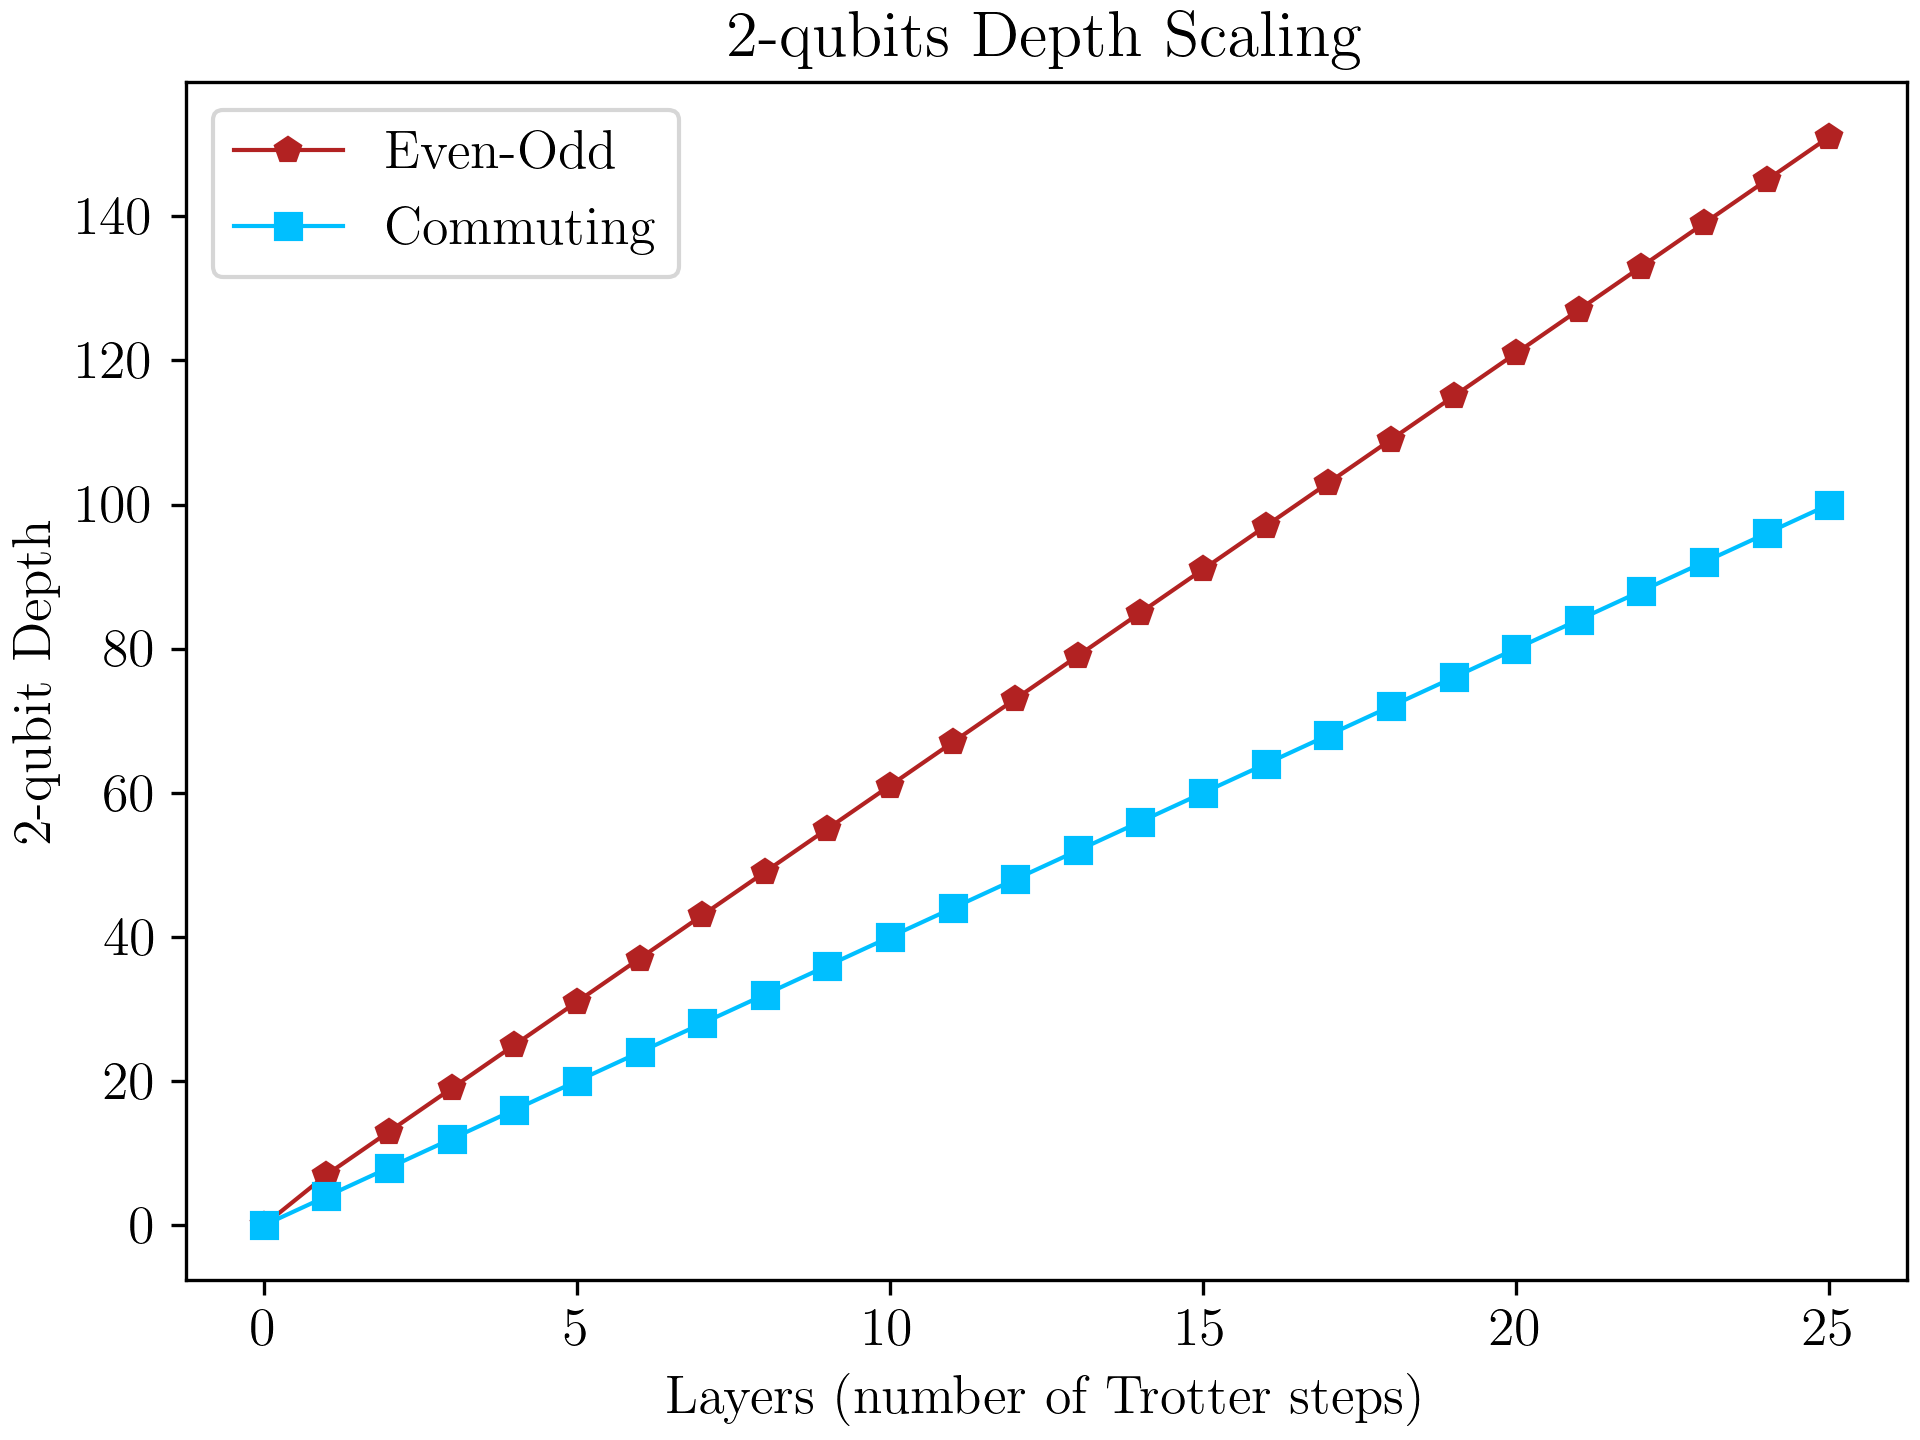 2-qubits Depth Scaling
Even-Odd
Commuting
2-qubit Depth
140
120
100
80
60
40
20
0
0 5 10 15 20 25
Layers (number of Trotter steps)